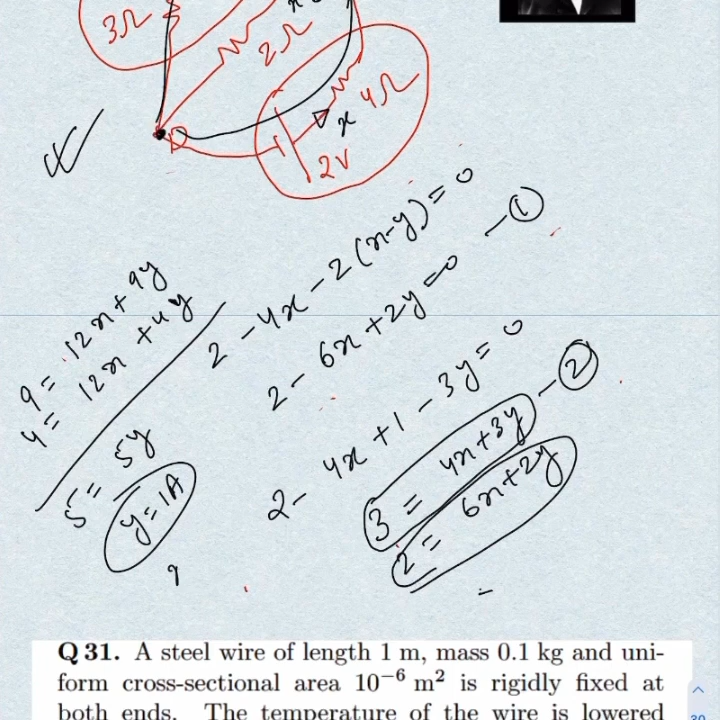 3Ω
2Ω
x
4Ω
x
2V
2 - 4x - 2(x-y) = 0
2 - 6x + 2y = 0 - ①
9 = 12x + 9y
4 = 12x + 4y
5 = 5y
y = 1A
2 - 4x + 1 - 3y = 0
3 = 4x + 3y - ②
2 = 6x + 2y
Q 31. A steel wire of length 1 m, mass 0.1 kg and uni-
form cross-sectional area 10⁻⁶ m² is rigidly fixed at
both ends. The temperature of the wire is lowered